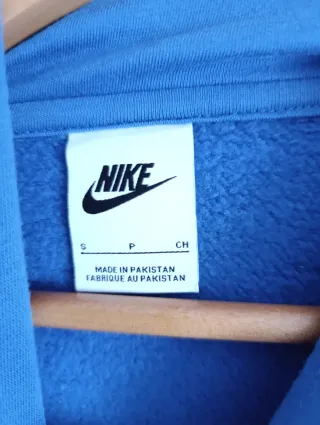 NIKE
S P CH
MADE IN PAKISTAN
FABRIQUE AU PAKISTAN